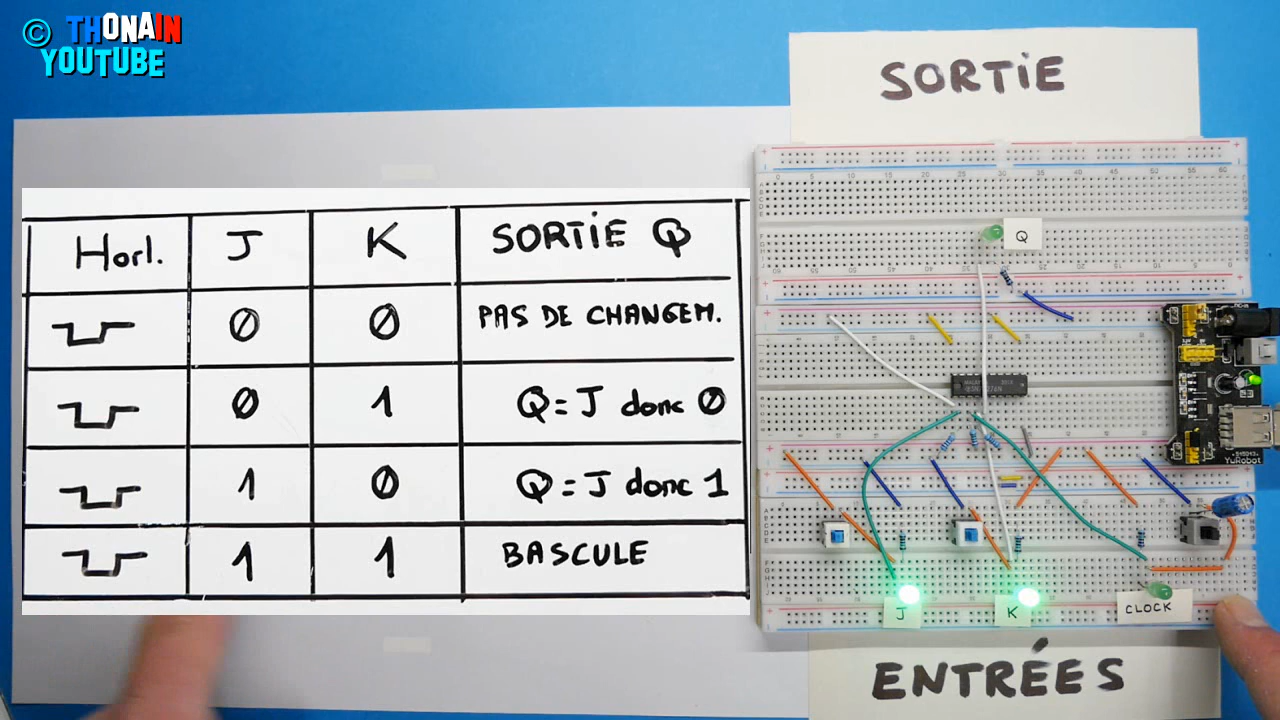 © THONAIN
YOUTUBE
SORTIE
Horl. J K SORTIE Q
0 0 PAS DE CHANGEM.
0 1 Q = J donc 0
1 0 Q = J donc 1
1 1 BASCULE
Q
J
K
CLOCK
YuRobot
ENTRÉES